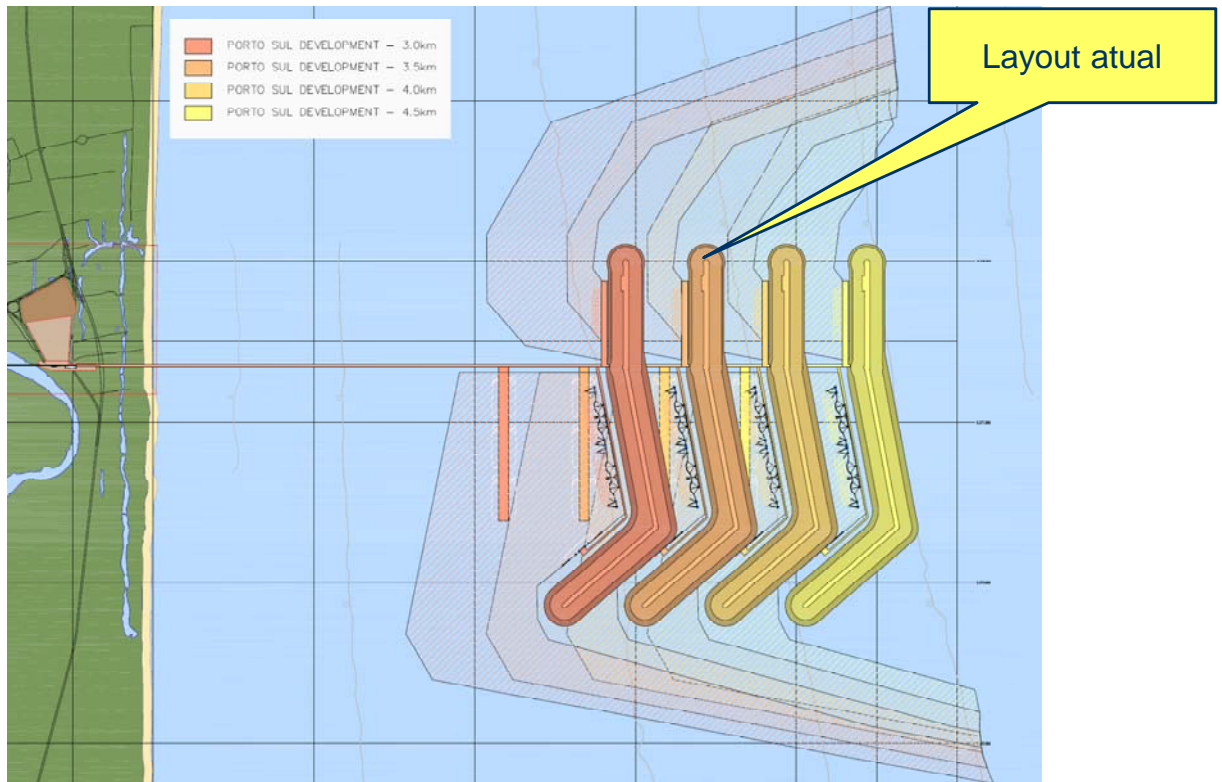 PORTO SUL DEVELOPMENT – 3.0km
PORTO SUL DEVELOPMENT – 3.5km
PORTO SUL DEVELOPMENT – 4.0km
PORTO SUL DEVELOPMENT – 4.5km
Layout atual